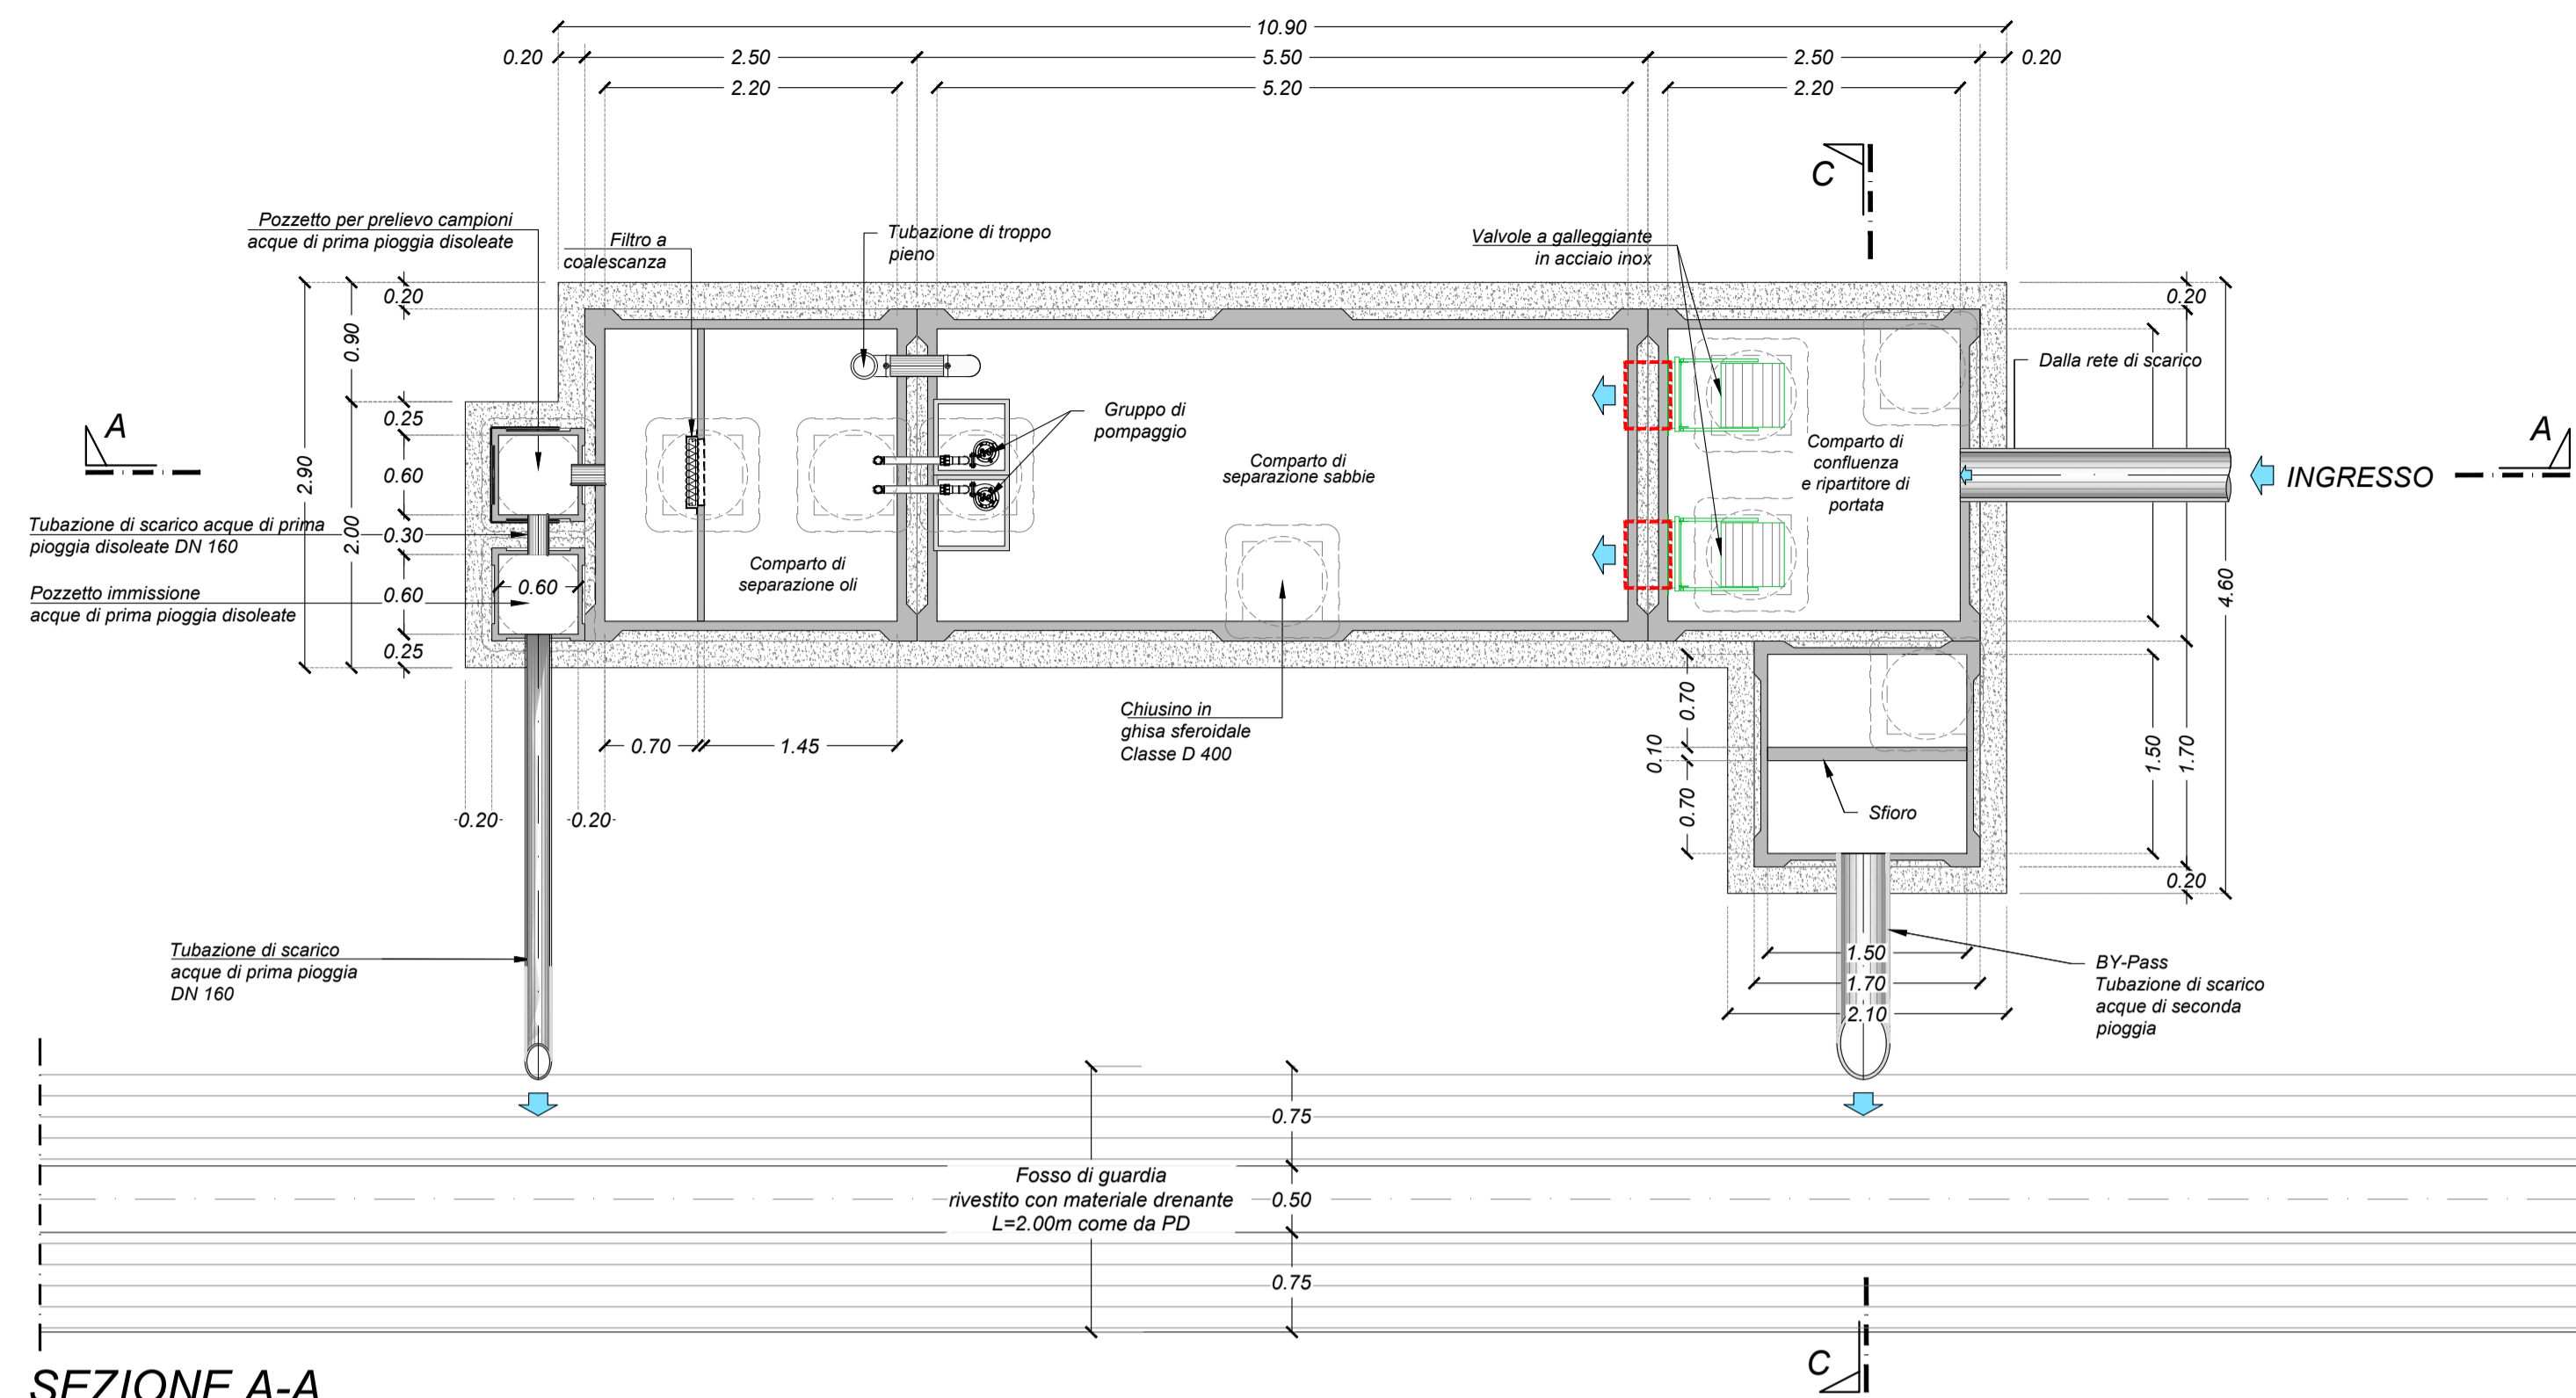 10.90
0.20
2.50
5.50
2.50
0.20
2.20
5.20
2.20
C
Pozzetto per prelievo campioni
acque di prima pioggia disoleate
Filtro a
coalescanza
Tubazione di troppo
pieno
Valvole a galleggiante
in acciaio inox
0.20
0.90
0.20
Dalla rete di scarico
A
0.25
2.90
0.60
2.00
0.30
0.60
0.60
0.25
Tubazione di scarico acque di prima
pioggia disoleate DN 160
Pozzetto immissione
acque di prima pioggia disoleate
Gruppo di
pompaggio
Comparto di
separazione sabbie
Comparto di
confluenza
e ripartitore di
portata
A
INGRESSO
Comparto di
separazione oli
4.60
0.70
1.45
Chiusino in
ghisa sferoidale
Classe D 400
0.70
0.10
0.70
1.50
1.70
Sfioro
0.20
0.20
0.20
Tubazione di scarico
acque di prima pioggia
DN 160
1.50
1.70
2.10
BY-Pass
Tubazione di scarico
acque di seconda
pioggia
0.75
Fosso di guardia
rivestito con materiale drenante
L=2.00m come da PD
0.50
0.75
C
SEZIONE A-A